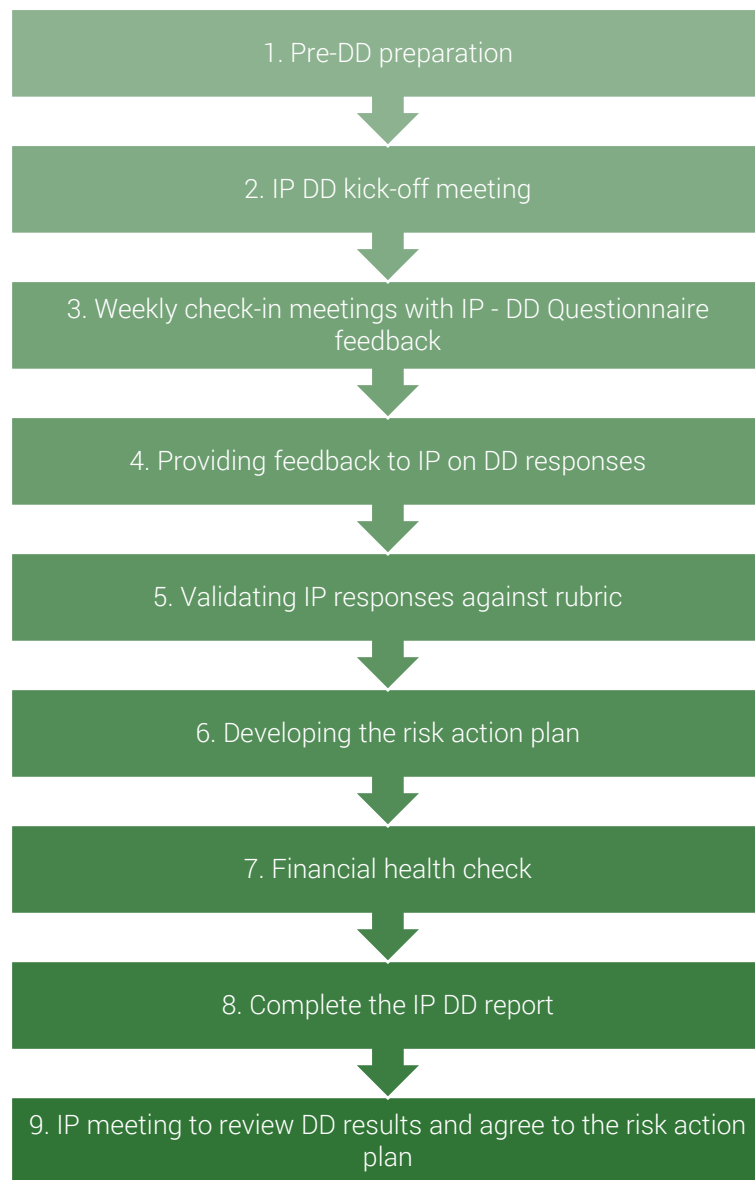 1. Pre-DD preparation
2. IP DD kick-off meeting
3. Weekly check-in meetings with IP - DD Questionnaire
feedback
4. Providing feedback to IP on DD responses
5. Validating IP responses against rubric
6. Developing the risk action plan
7. Financial health check
8. Complete the IP DD report
9. IP meeting to review DD results and agree to the risk action
plan